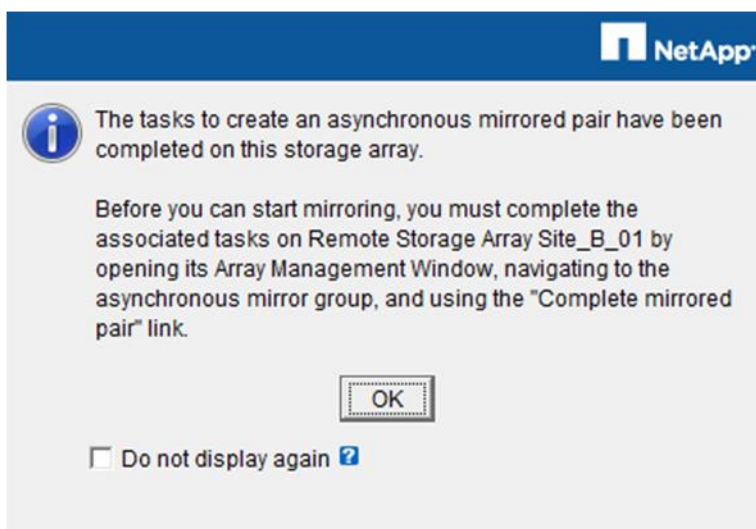 NetApp
The tasks to create an asynchronous mirrored pair have been
completed on this storage array.
Before you can start mirroring, you must complete the
associated tasks on Remote Storage Array Site_B_01 by
opening its Array Management Window, navigating to the
asynchronous mirror group, and using the "Complete mirrored
pair" link.
OK
Do not display again ?